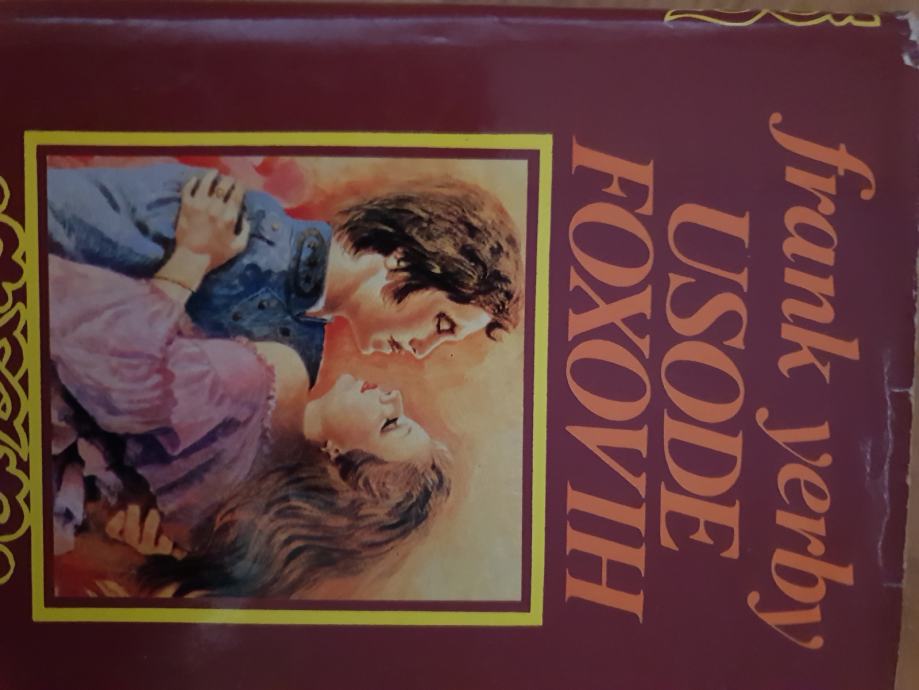 frank yerby
USODE
FOXOVIH